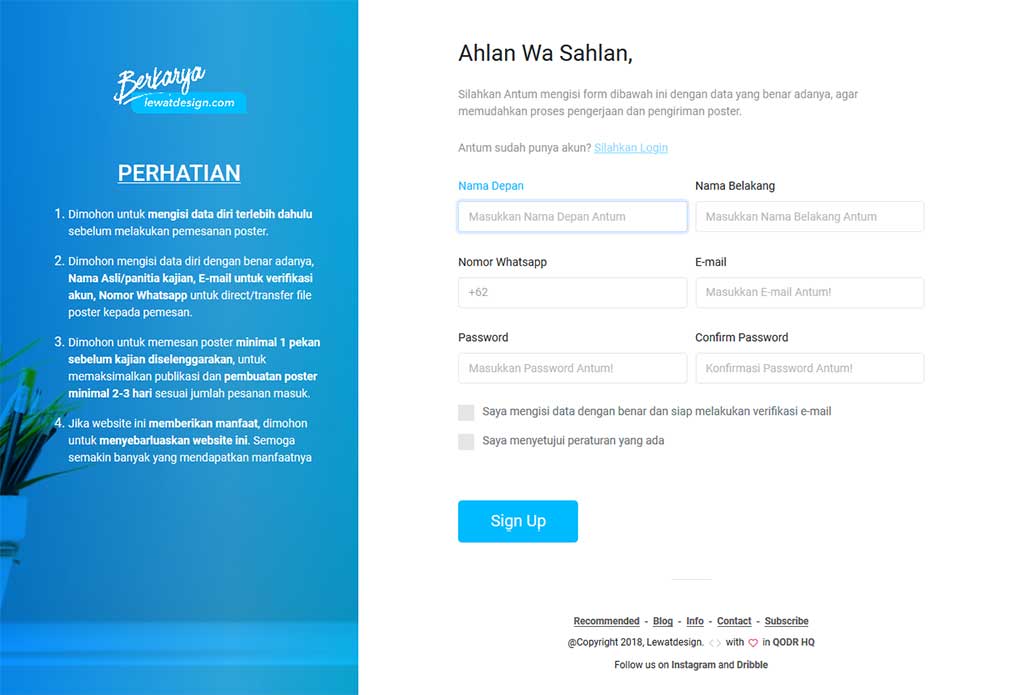 Berkarya
lewatdesign.com
PERHATIAN
1. Dimohon untuk mengisi data diri terlebih dahulu
sebelum melakukan pemesanan poster.
2. Dimohon mengisi data diri dengan benar adanya,
Nama Asli/panitia kajian, E-mail untuk verifikasi
akun, Nomor Whatsapp untuk direct/transfer file
poster kepada pemesan.
3. Dimohon untuk memesan poster minimal 1 pekan
sebelum kajian diselenggarakan, untuk
memaksimalkan publikasi dan pembuatan poster
minimal 2-3 hari sesuai jumlah pesanan masuk.
4. Jika website ini memberikan manfaat, dimohon
untuk menyebarluaskan website ini. Semoga
semakin banyak yang mendapatkan manfaatnya
Ahlan Wa Sahlan,
Silahkan Antum mengisi form dibawah ini dengan data yang benar adanya, agar
memudahkan proses pengerjaan dan pengiriman poster.
Antum sudah punya akun? Silahkan Login
Nama Depan Nama Belakang
Masukkan Nama Depan Antum Masukkan Nama Belakang Antum
Nomor Whatsapp E-mail
+62 Masukkan E-mail Antum!
Password Confirm Password
Masukkan Password Antum! Konfirmasi Password Antum!
Saya mengisi data dengan benar dan siap melakukan verifikasi e-mail
Saya menyetujui peraturan yang ada
Sign Up
Recommended - Blog - Info - Contact - Subscribe
@Copyright 2018, Lewatdesign. <> with ♡ in QODR HQ
Follow us on Instagram and Dribble